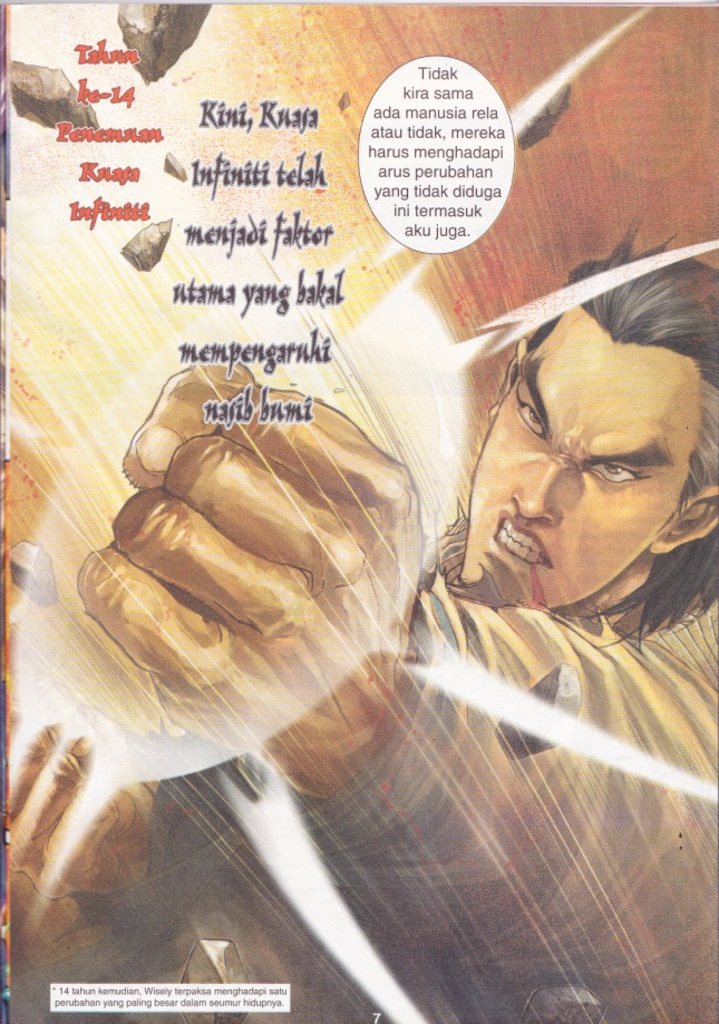 Tahun
ke-14
Penemuan
Kuasa
Infiniti
Kini, Kuasa
Infiniti telah
menjadi faktor
utama yang bakal
mempengaruhi
nasib bumi
Tidak
kira sama
ada manusia rela
atau tidak, mereka
harus menghadapi
arus perubahan
yang tidak diduga
ini termasuk
aku juga.
* 14 tahun kemudian, Wisely terpaksa menghadapi satu
perubahan yang paling besar dalam seumur hidupnya.
7